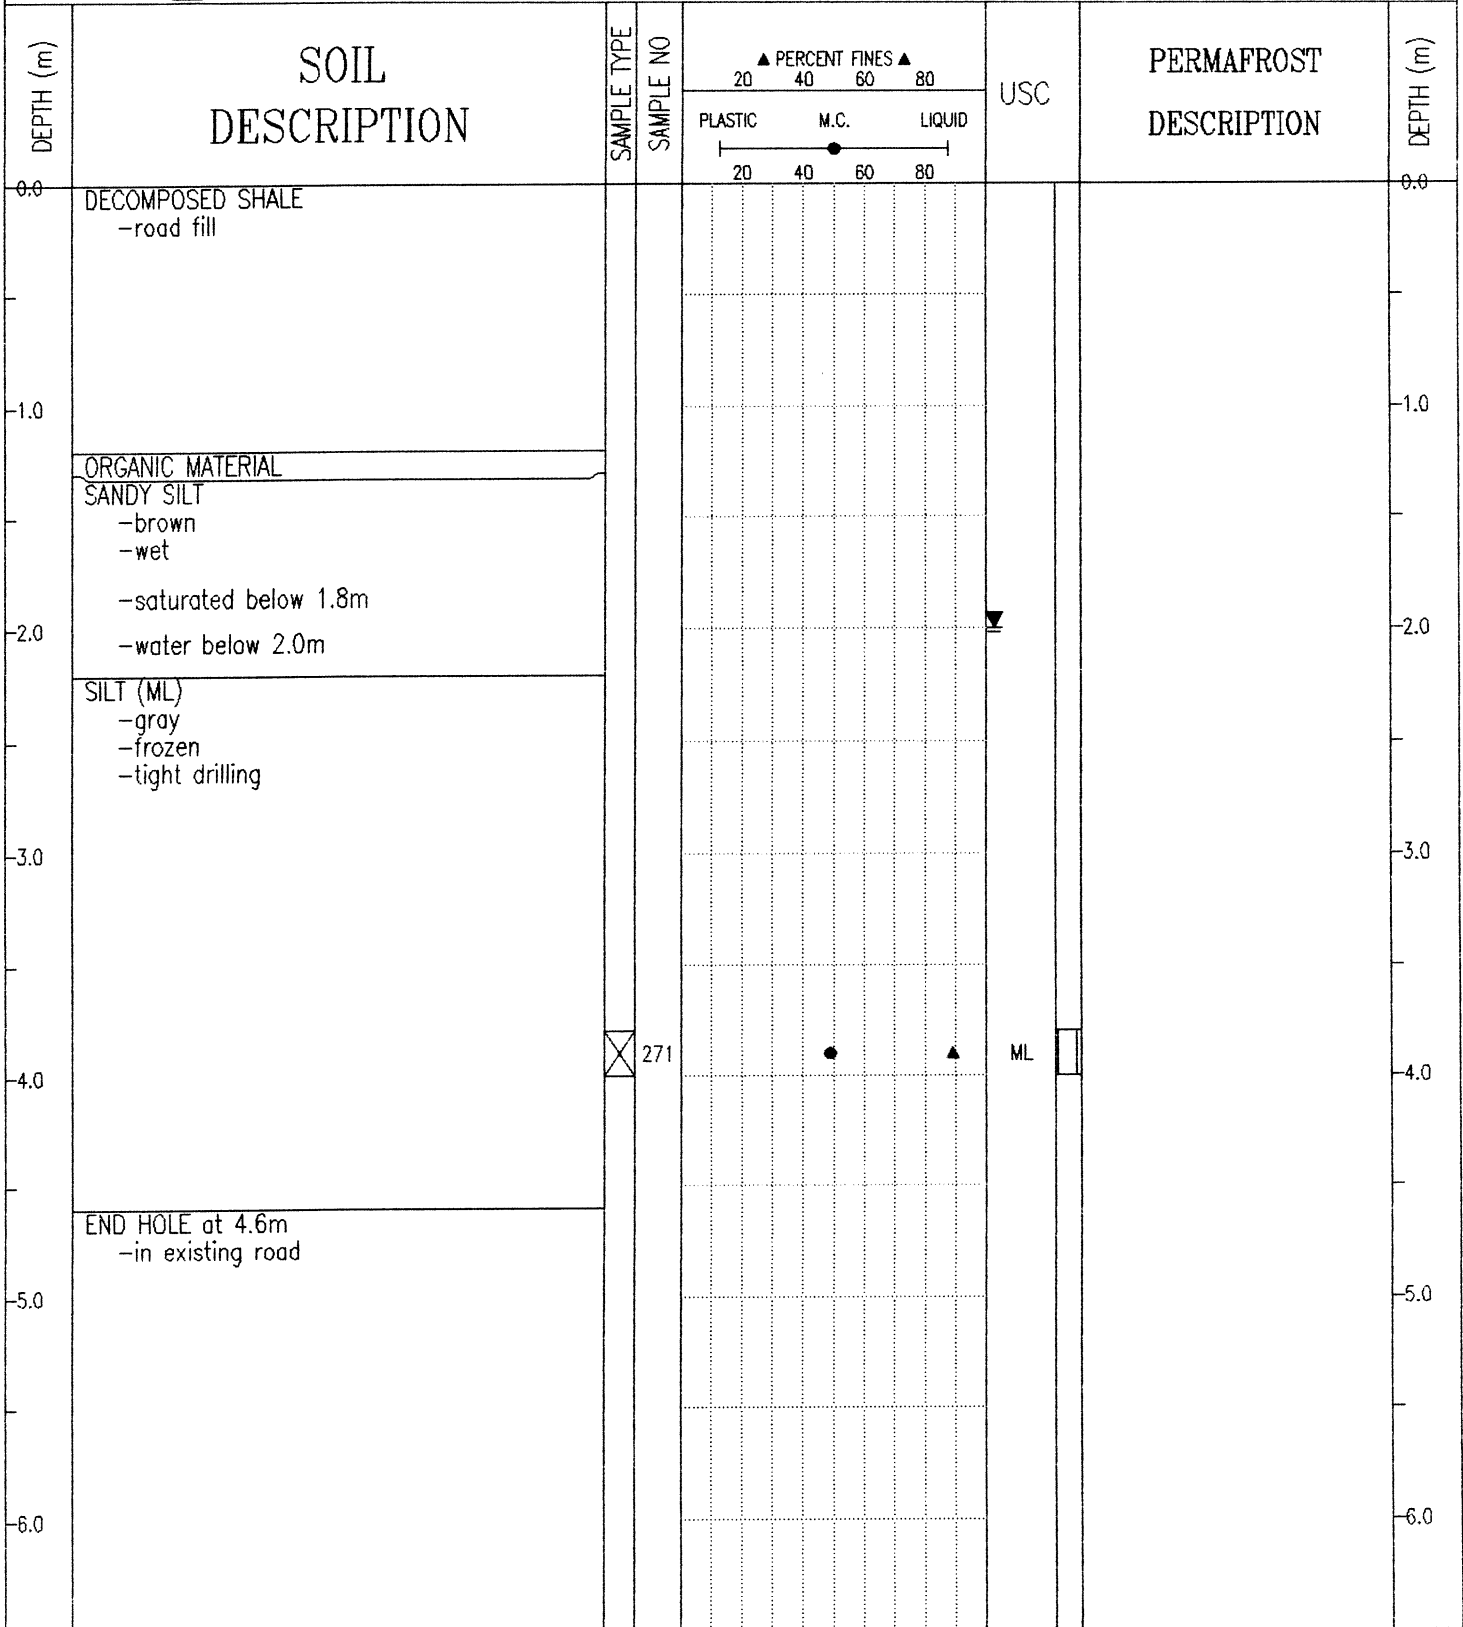 DEPTH (m)
SOIL
DESCRIPTION
SAMPLE TYPE
SAMPLE NO
▲ PERCENT FINES ▲
20 40 60 80
PLASTIC M.C. LIQUID
20 40 60 80
USC
PERMAFROST
DESCRIPTION
DEPTH (m)
0.0
DECOMPOSED SHALE
-road fill
0.0
1.0
1.0
ORGANIC MATERIAL
SANDY SILT
-brown
-wet
-saturated below 1.8m
2.0
-water below 2.0m
2.0
SILT (ML)
-gray
-frozen
-tight drilling
3.0
3.0
271
ML
4.0
4.0
END HOLE at 4.6m
-in existing road
5.0
5.0
6.0
6.0